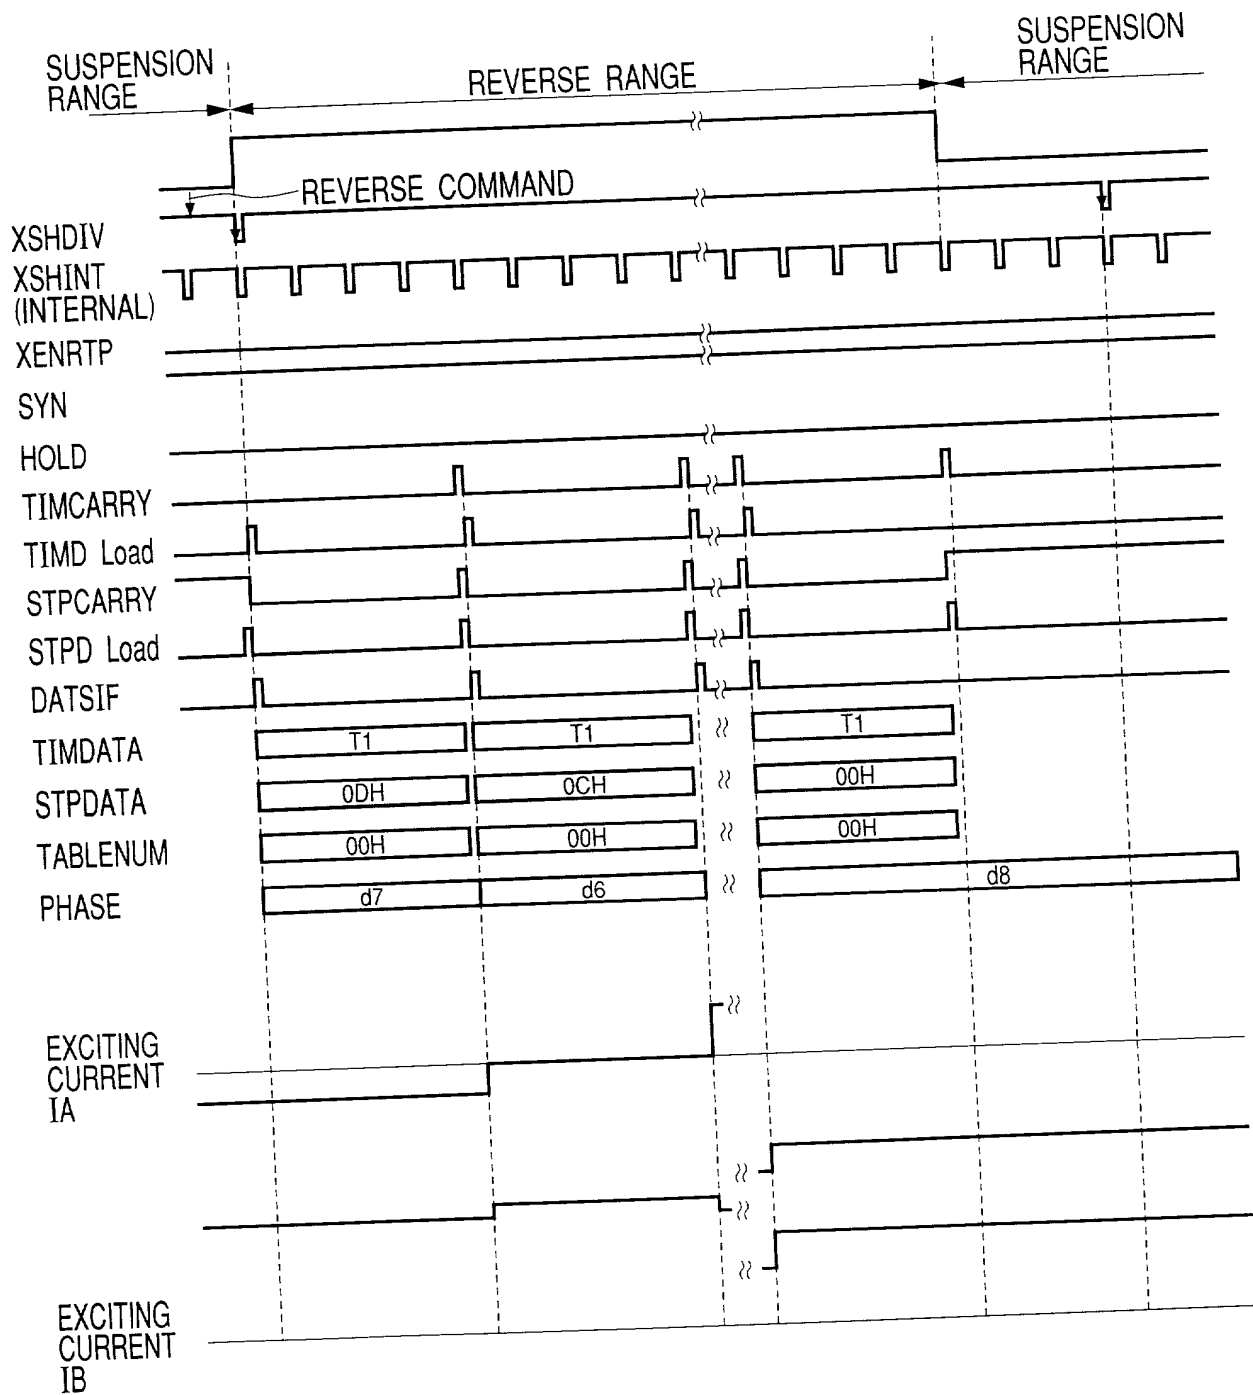 SUSPENSION
RANGE
REVERSE RANGE
SUSPENSION
RANGE
REVERSE COMMAND
XSHDIV
XSHINT
(INTERNAL)
XENRTP
SYN
HOLD
TIMCARRY
TIMD Load
STPCARRY
STPD Load
DATSIF
TIMDATA
T1
T1
T1
STPDATA
0DH
0CH
00H
TABLENUM
00H
00H
00H
PHASE
d7
d6
d8
EXCITING
CURRENT
IA
EXCITING
CURRENT
IB